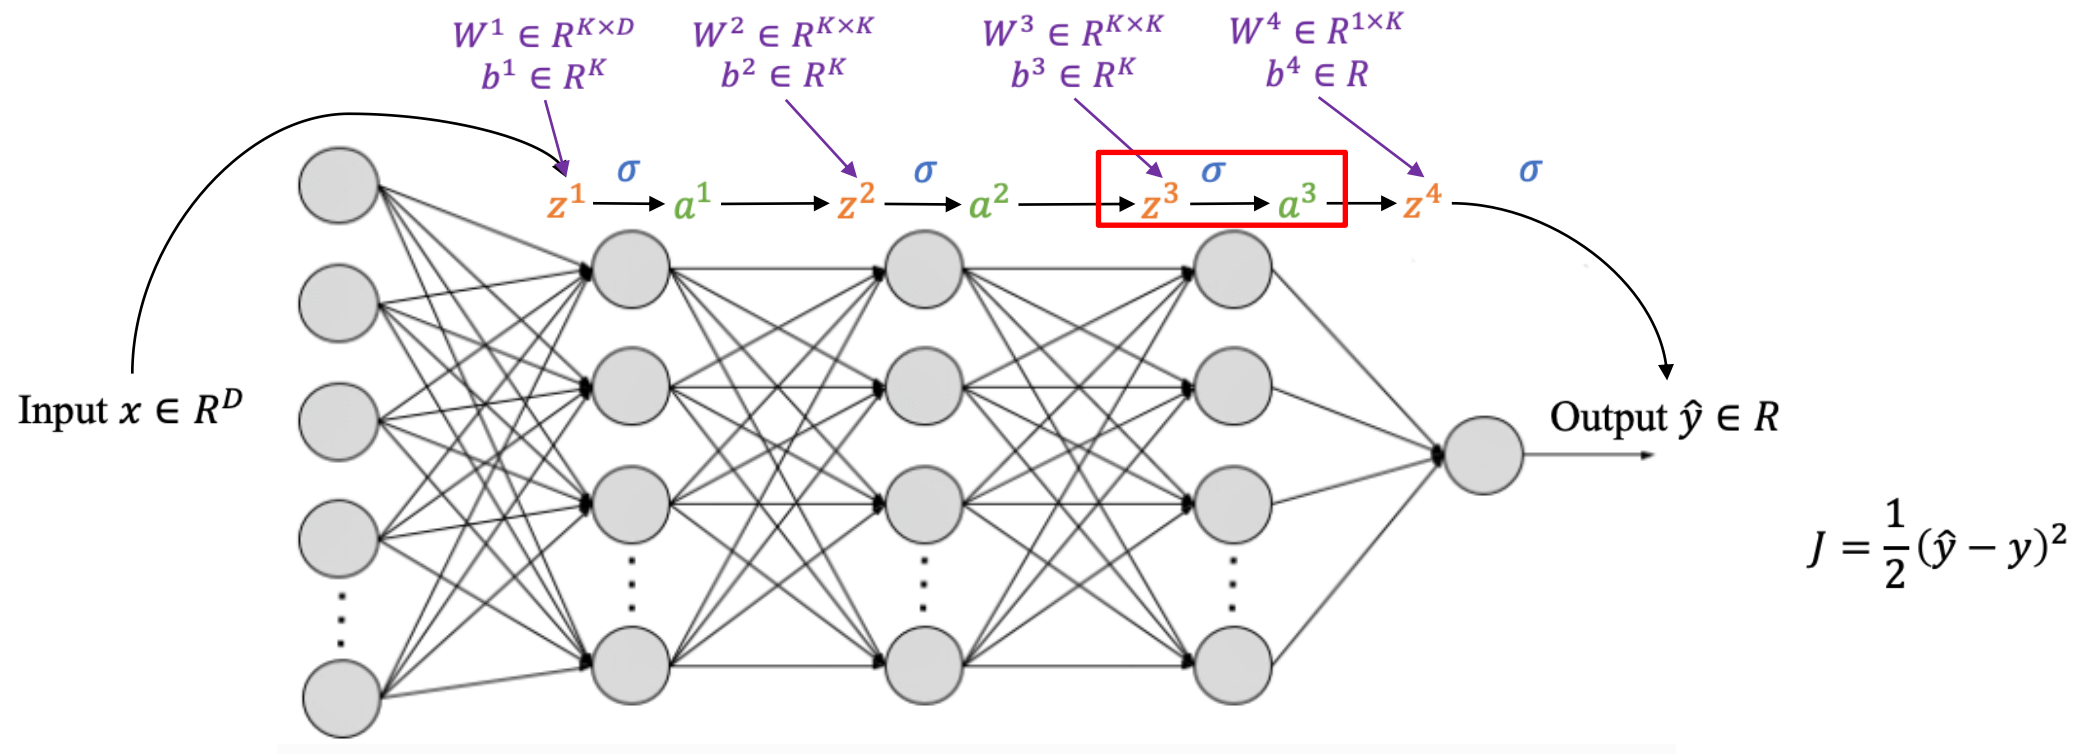 W¹ ∈ R^{K×D} W² ∈ R^{K×K} W³ ∈ R^{K×K} W⁴ ∈ R^{1×K}
b¹ ∈ R^K b² ∈ R^K b³ ∈ R^K b⁴ ∈ R
σ σ σ σ
z¹ a¹ z² a² z³ a³ z⁴
Input x ∈ R^D
Output ŷ ∈ R
J = \frac{1}{2}(ŷ − y)²